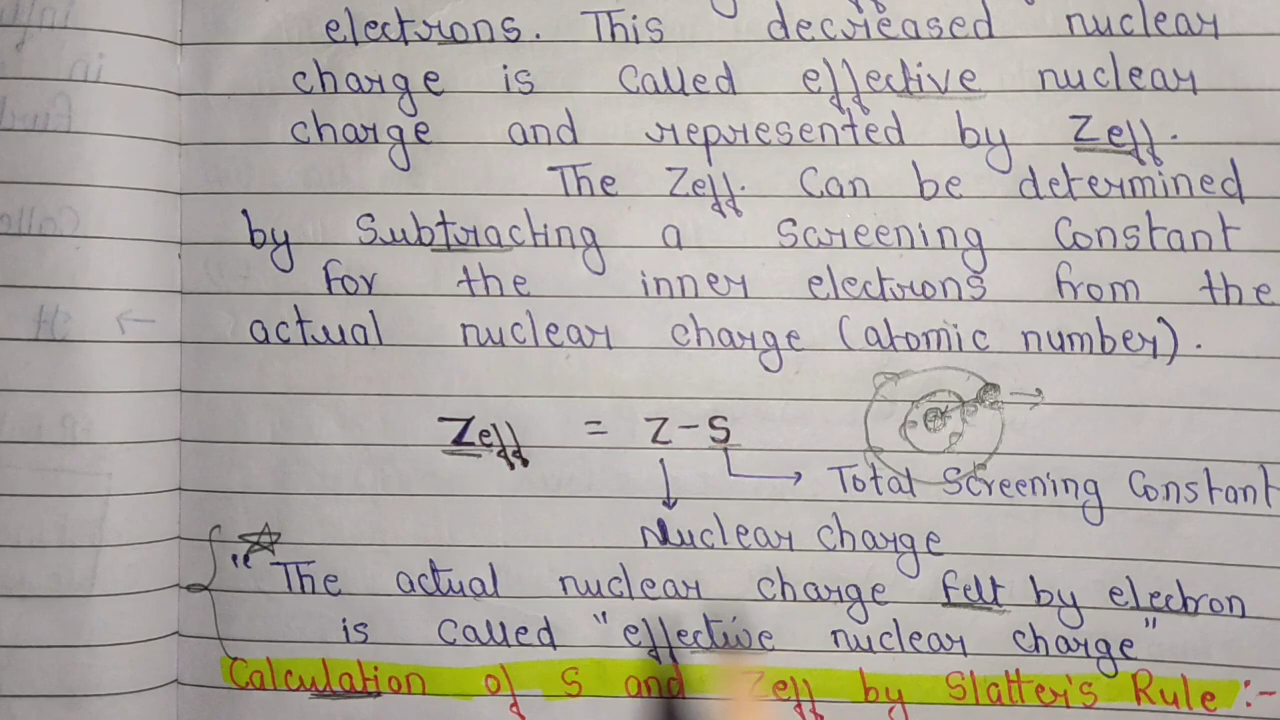 electrons. This decreased nuclear
charge is called effective nuclear
charge and represented by Zeff.
The Zeff. Can be determined
by Subtracting a Screening Constant
for the inner electrons from the
actual nuclear charge (atomic number).
Zeff = Z-S
Total Screening Constant
Nuclear charge
"The actual nuclear charge felt by electron
is called "effective nuclear charge"
Calculation of S and Zeff by Slatter's Rule :-